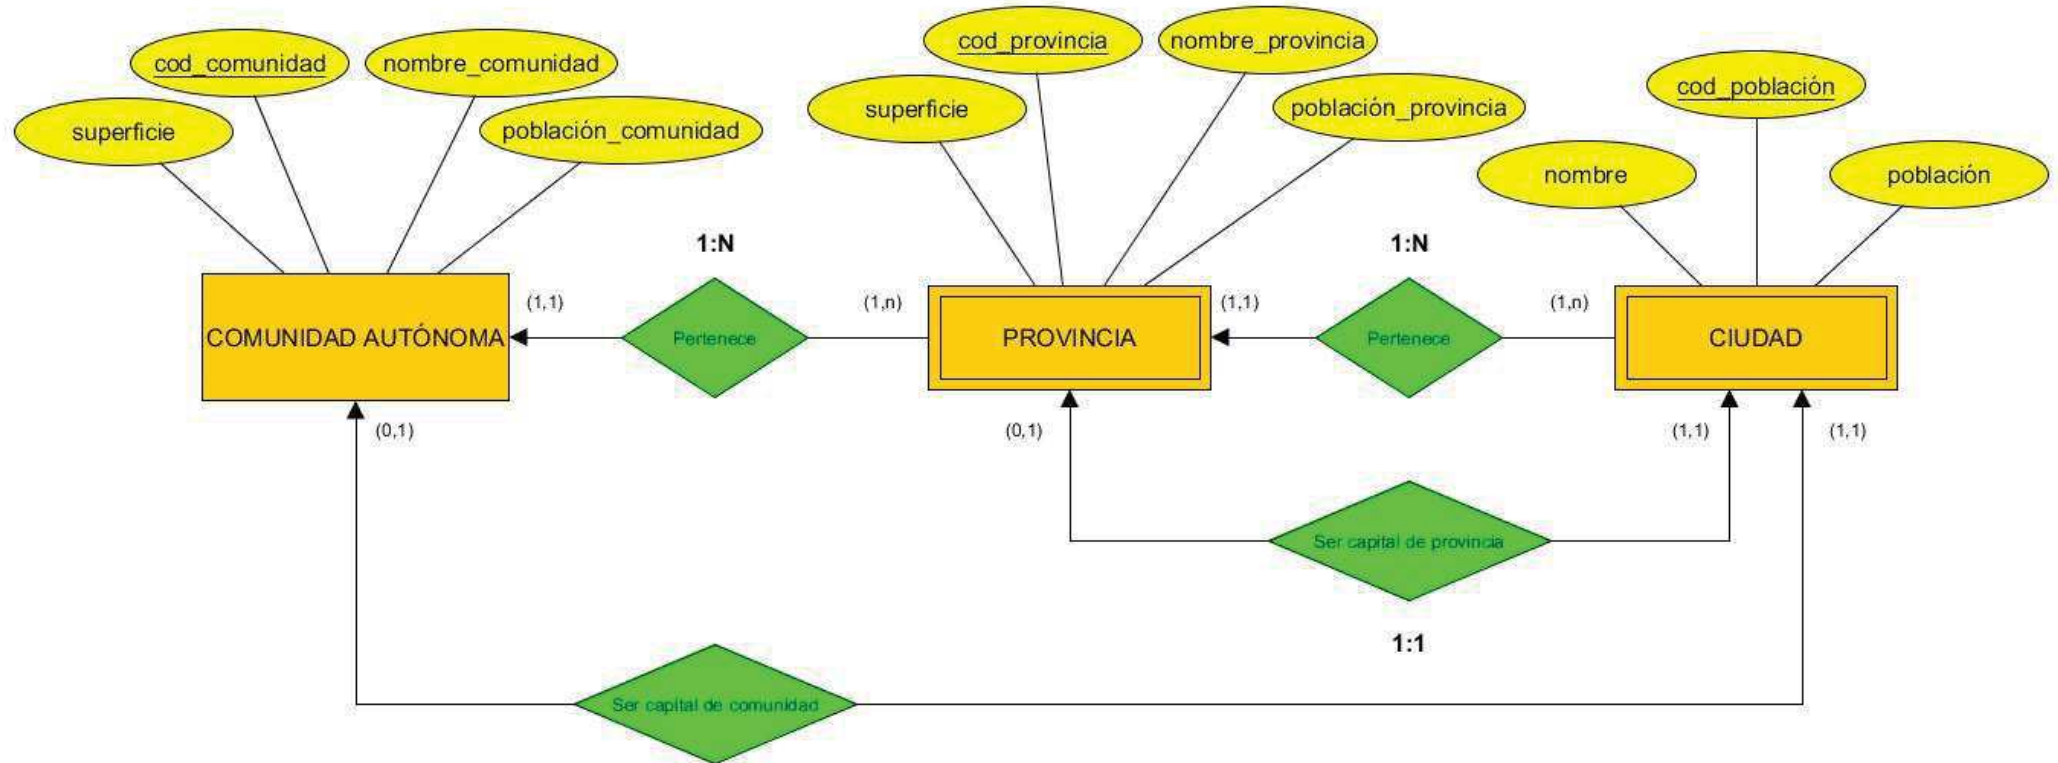 cod_comunidad
nombre_comunidad
superficie
población_comunidad
cod_provincia
nombre_provincia
superficie
población_provincia
cod_población
nombre
población
1:N
1:N
(1,1)
(1,n)
(1,1)
(1,n)
COMUNIDAD AUTÓNOMA
Pertenece
PROVINCIA
Pertenece
CIUDAD
(0,1)
(0,1)
(1,1)
(1,1)
Ser capital de provincia
1:1
Ser capital de comunidad